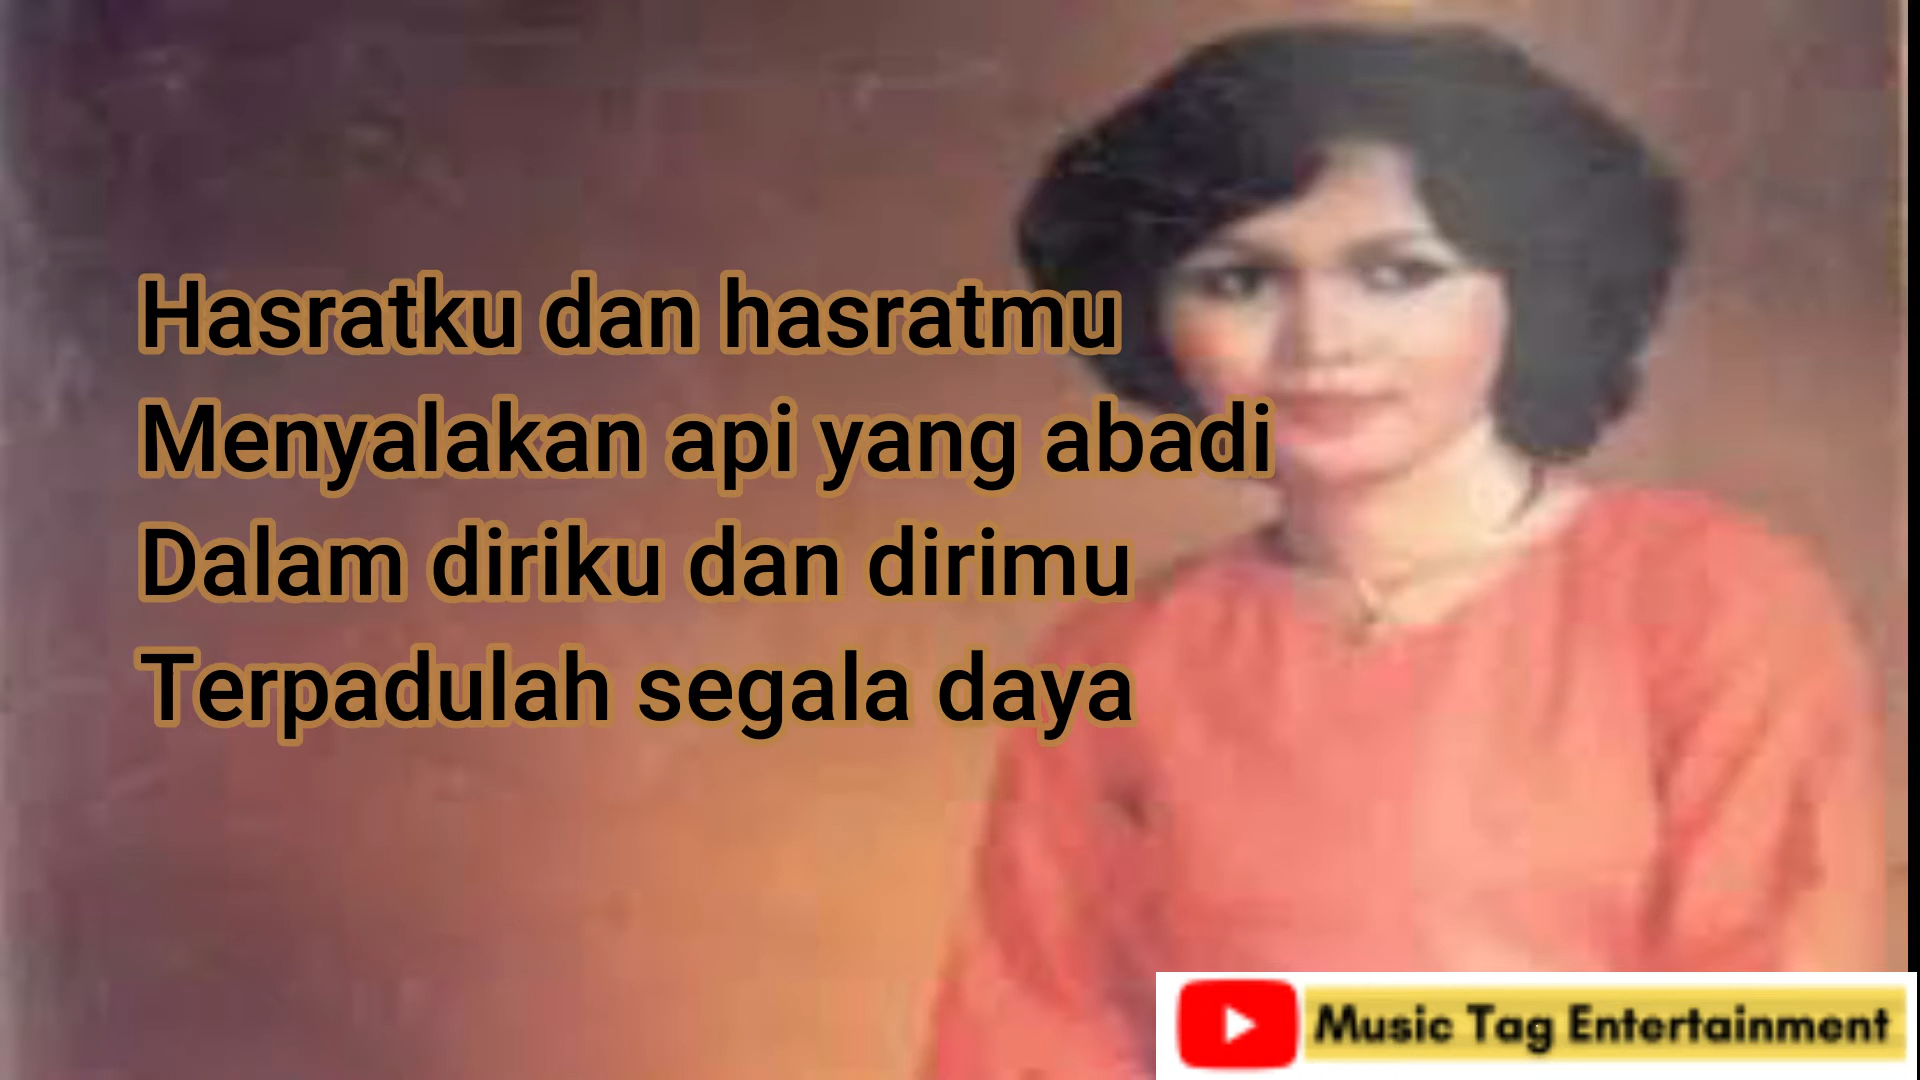 Hasratku dan hasratmu
Menyalakan api yang abadi
Dalam diriku dan dirimu
Terpadulah segala daya
Music Tag Entertainment